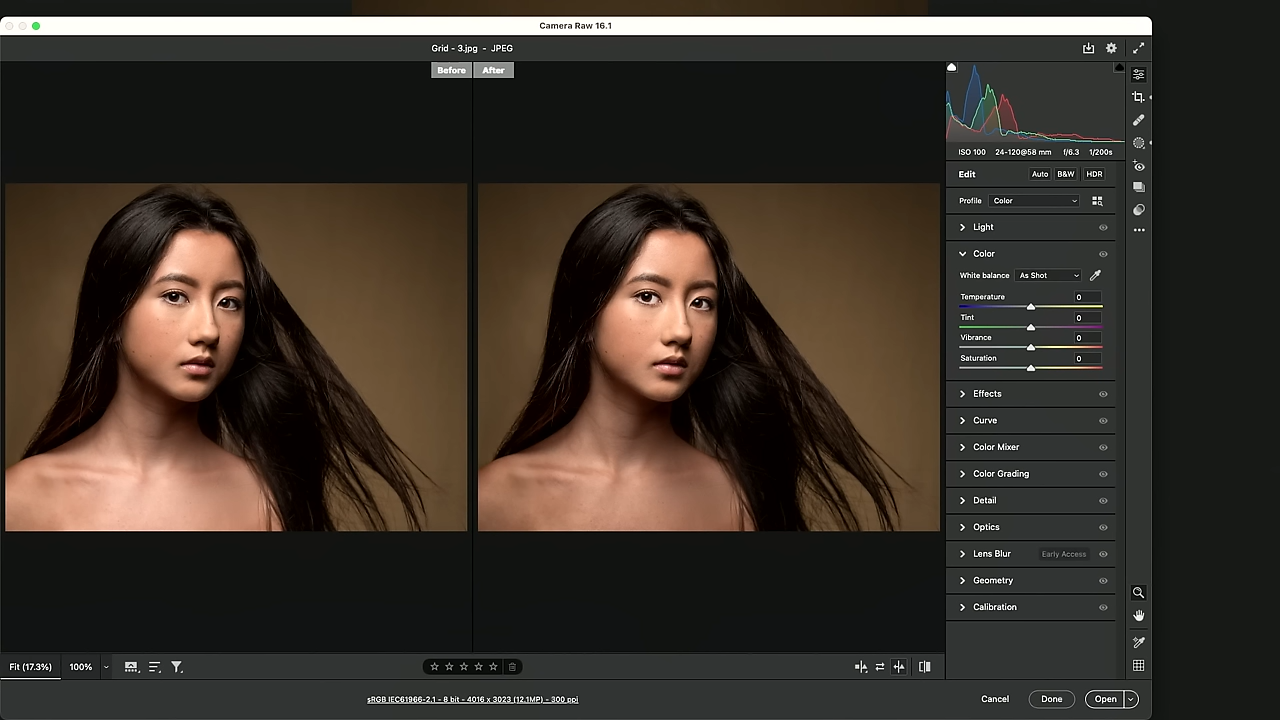 Camera Raw 16.1
Grid - 3.jpg - JPEG
Before After
ISO 100 24-120@58 mm f/6.3 1/200s
Edit Auto B&W HDR
Profile Color
Light
Color
White balance As Shot
Temperature 0
Tint 0
Vibrance 0
Saturation 0
Effects
Curve
Color Mixer
Color Grading
Detail
Optics
Lens Blur Early Access
Geometry
Calibration
Fit (17.3%) 100%
sRGB IEC61966-2.1 - 8 bit - 4016 x 3023 (12.1MP) - 300 ppi
Cancel Done Open